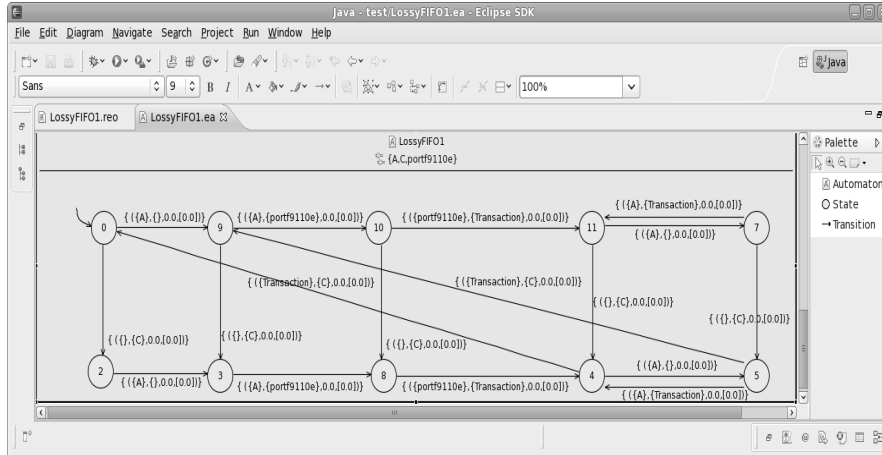 Java - test/LossyFIFO1.ea - Eclipse SDK
File Edit Diagram Navigate Search Project Run Window Help
Java
Sans 9 B I A 100%
LossyFIFO1.reo LossyFIFO1.ea
LossyFIFO1
{A,C,portf9110e}
Palette
Automaton
State
Transition
{ ({A},{Transaction},0.0,[0.0])}
{ ({A},{},0.0,[0.0])} { ({A},{portf9110e},0.0,[0.0])} { ({portf9110e},{Transaction},0.0,[0.0])}
0 9 10 11 7
{ ({A},{},0.0,[0.0])}
{ ({Transaction},{C},0.0,[0.0])} { ({Transaction},{C},0.0,[0.0])}
{ ({},{C},0.0,[0.0])}
{ ({},{C},0.0,[0.0])}
{ ({},{C},0.0,[0.0])} { ({},{C},0.0,[0.0])} { ({},{C},0.0,[0.0])}
{ ({A},{},0.0,[0.0])}
2 3 8 4 5
{ ({A},{},0.0,[0.0])} { ({A},{portf9110e},0.0,[0.0])} { ({portf9110e},{Transaction},0.0,[0.0])}
{ ({A},{Transaction},0.0,[0.0])}